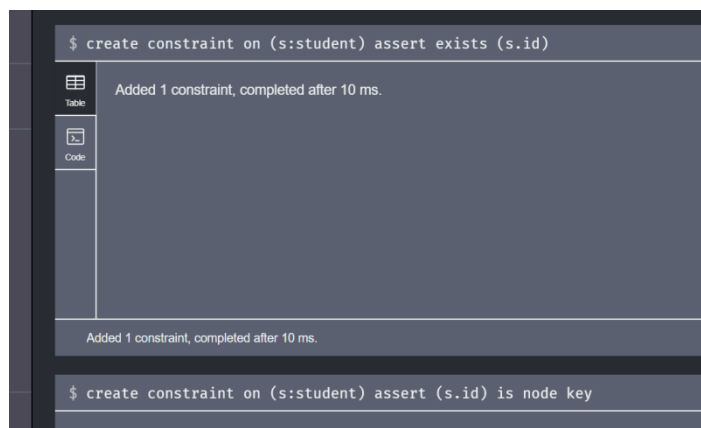 $ create constraint on (s:student) assert exists (s.id)
Table
Added 1 constraint, completed after 10 ms.
Code
Added 1 constraint, completed after 10 ms.
$ create constraint on (s:student) assert (s.id) is node key